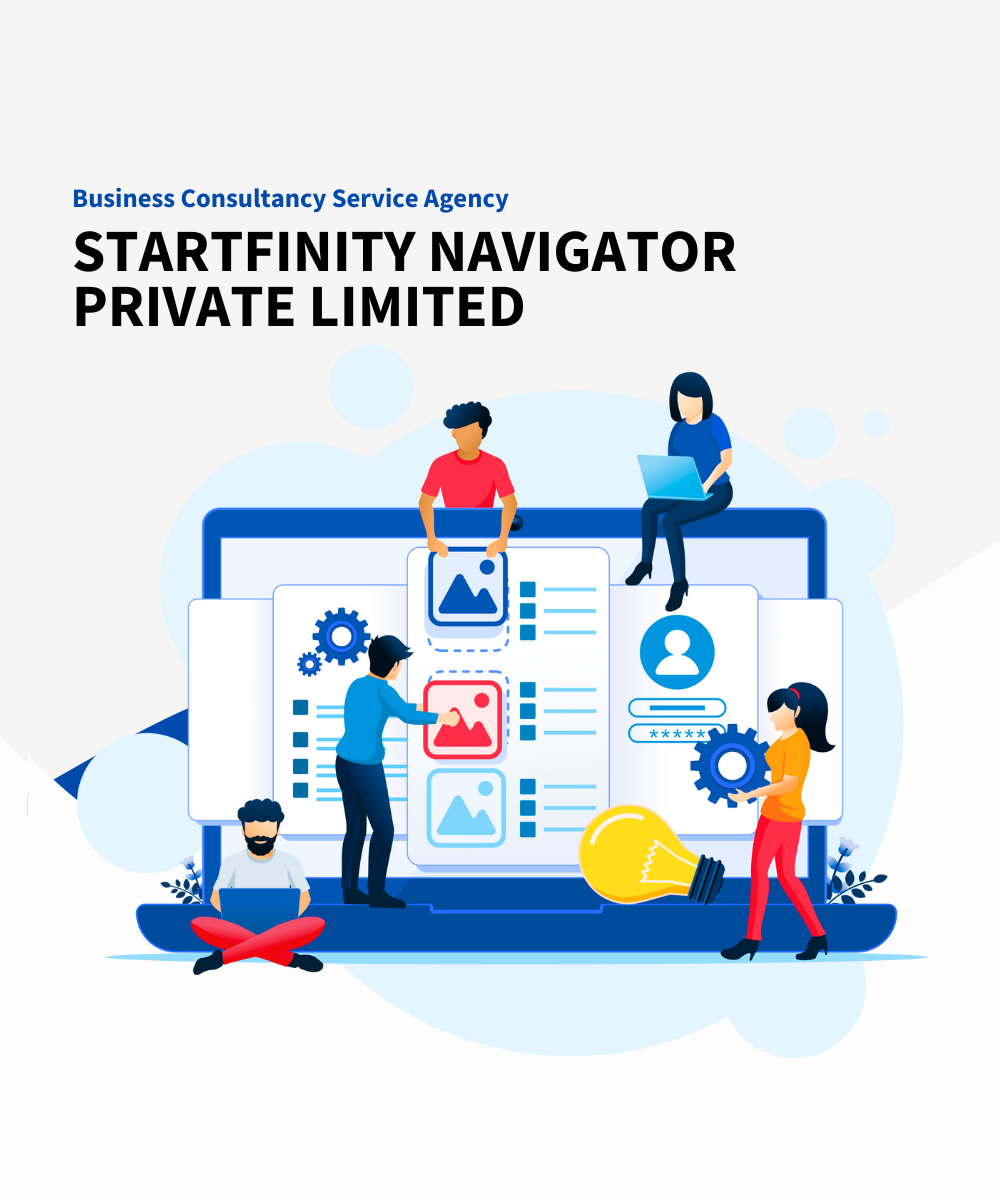 Business Consultancy Service Agency
STARTFINITY NAVIGATOR
PRIVATE LIMITED
*****